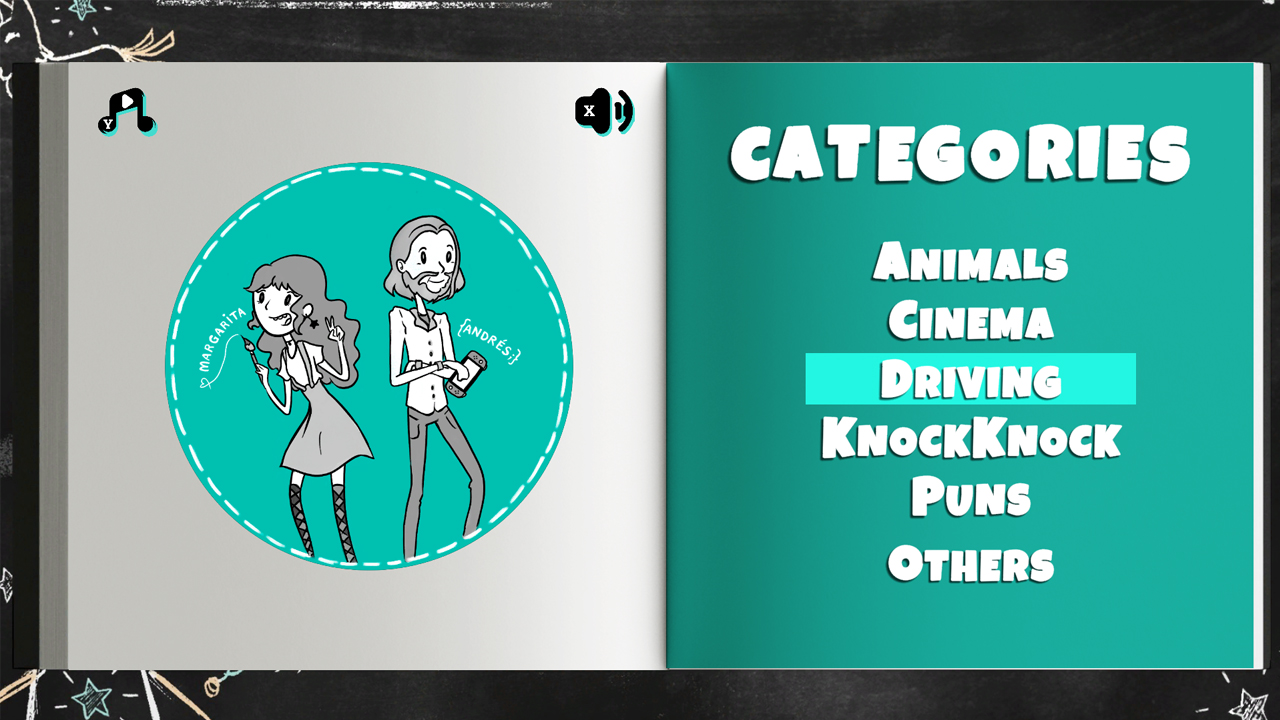 Y
X
MARGARITA
{ANDRÉS;}
CATEGORIES
ANIMALS
CINEMA
DRIVING
KNOCKKNOCK
PUNS
OTHERS